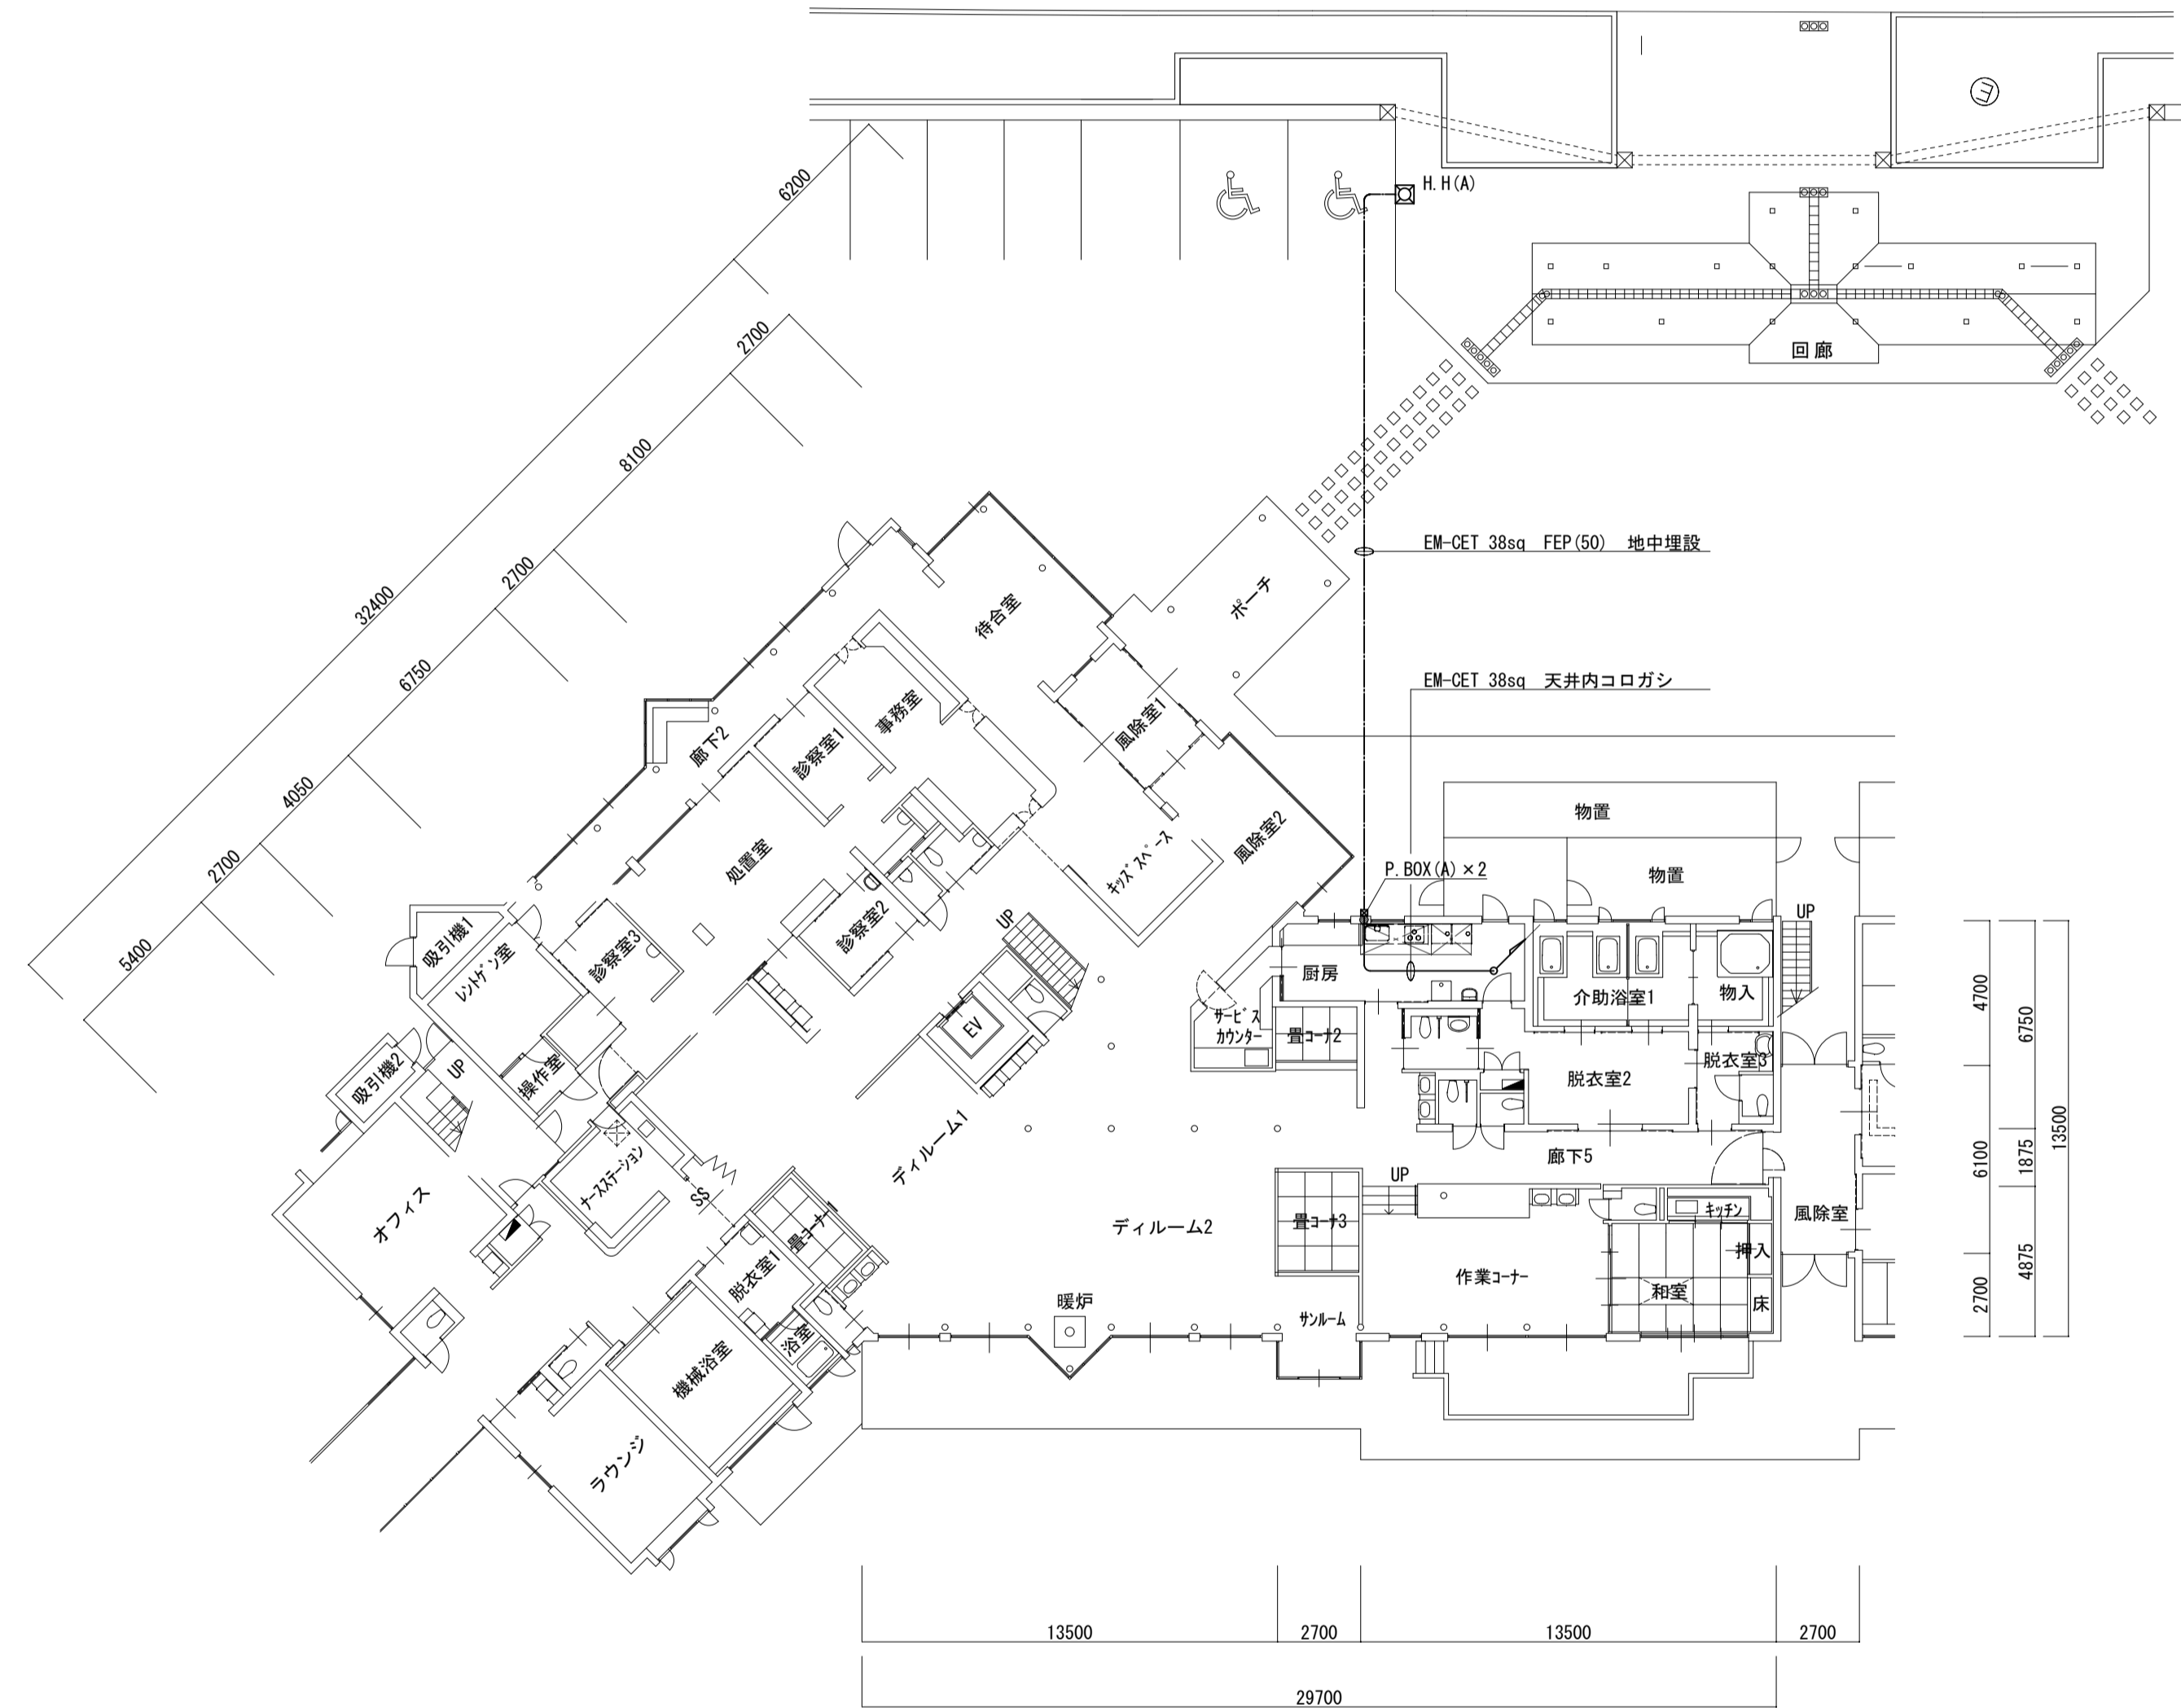 H.H(A)
6200
2700
8100
2700
32400
6750
4050
2700
5400
回廊
EM-CET 38sq FEP(50) 地中埋設
EM-CET 38sq 天井内コロガシ
P.BOX(A)×2
待合室
ポーチ
事務室
風除室1
診察室1
廊下2
処置室
診察室2
キッズスペース
風除室2
UP
吸引機1
レントゲン室
診察室3
EV
吸引機2
UP
操作室
ナースステーション
SS
オフィス
ディルーム1
畳コーナ1
脱衣室1
浴室
機械浴室
ラウンジ
物置
物置
UP
厨房
介助浴室1
物入
サービス
カウンター
畳コーナ2
脱衣室2
脱衣室3
廊下5
UP
ディルーム2
畳コーナ3
キッチン
風除室
押入
作業コーナー
和室
床
暖炉
サンルーム
4700
6750
13500
6100
1875
4875
2700
13500
2700
13500
2700
29700